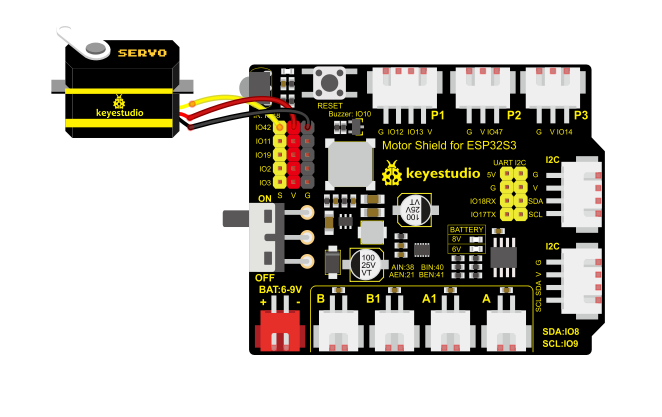 SERVO
keyestudio
RESET
Buzzer: IO10
P1
P2
P3
G IO12 IO13 V
G V IO47
G V IO14
Motor Shield for ESP32S3
keyestudio
IO42
IO11
IO19
IO2
IO3
S V G
UART I2C
5V G
G V
IO18RX SDA
IO17TX SCL
I2C
I2C
G
V
SDA
SCL
ON
OFF
100
25V
VT
100
25V
VT
BATTERY
8V
6V
AIN:38 BIN:40
AEN:21 BEN:41
BAT:6-9V
+ -
B
B1
A1
A
SDA:IO8
SCL:IO9